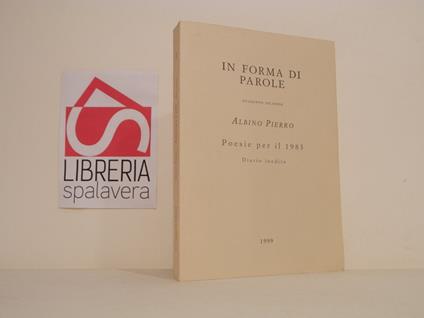 LIBRERIA
spalavera
IN FORMA DI
PAROLE
ALBINO PIERRO
Poesie per il 1985
Diario inedito
1999